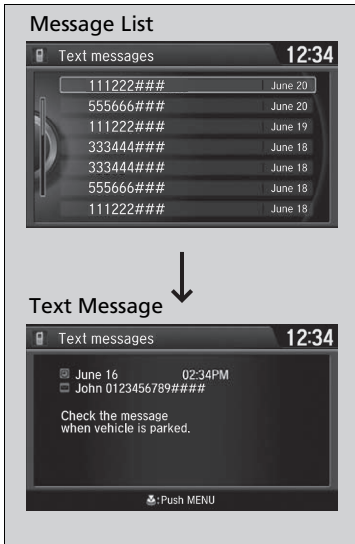 Message List
Text messages 12:34
111222### June 20
555666### June 20
111222### June 19
333444### June 18
333444### June 18
555666### June 18
111222### June 18
Text Message
Text messages 12:34
June 16 02:34PM
John 0123456789####
Check the message
when vehicle is parked.
:Push MENU